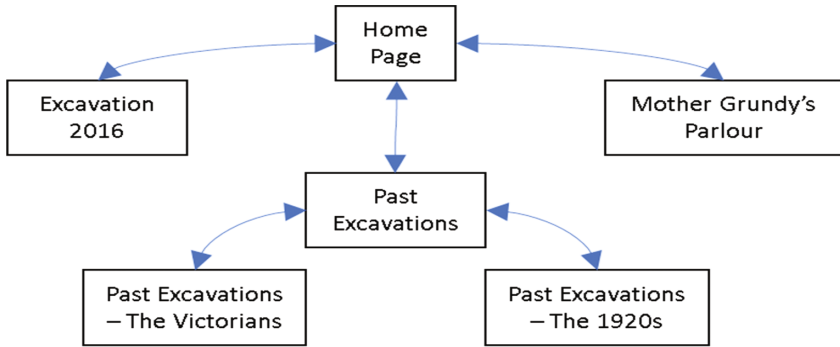 Home
Page
Excavation
2016
Mother Grundy’s
Parlour
Past
Excavations
Past Excavations
– The Victorians
Past Excavations
– The 1920s